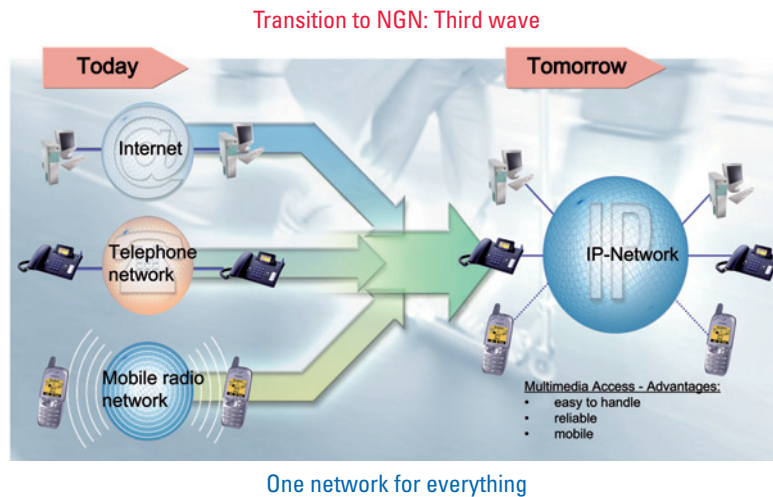 Transition to NGN: Third wave
Today
Tomorrow
Internet
@
Telephone
network
Mobile radio
network
IP
IP-Network
Multimedia Access - Advantages:
• easy to handle
• reliable
• mobile
One network for everything